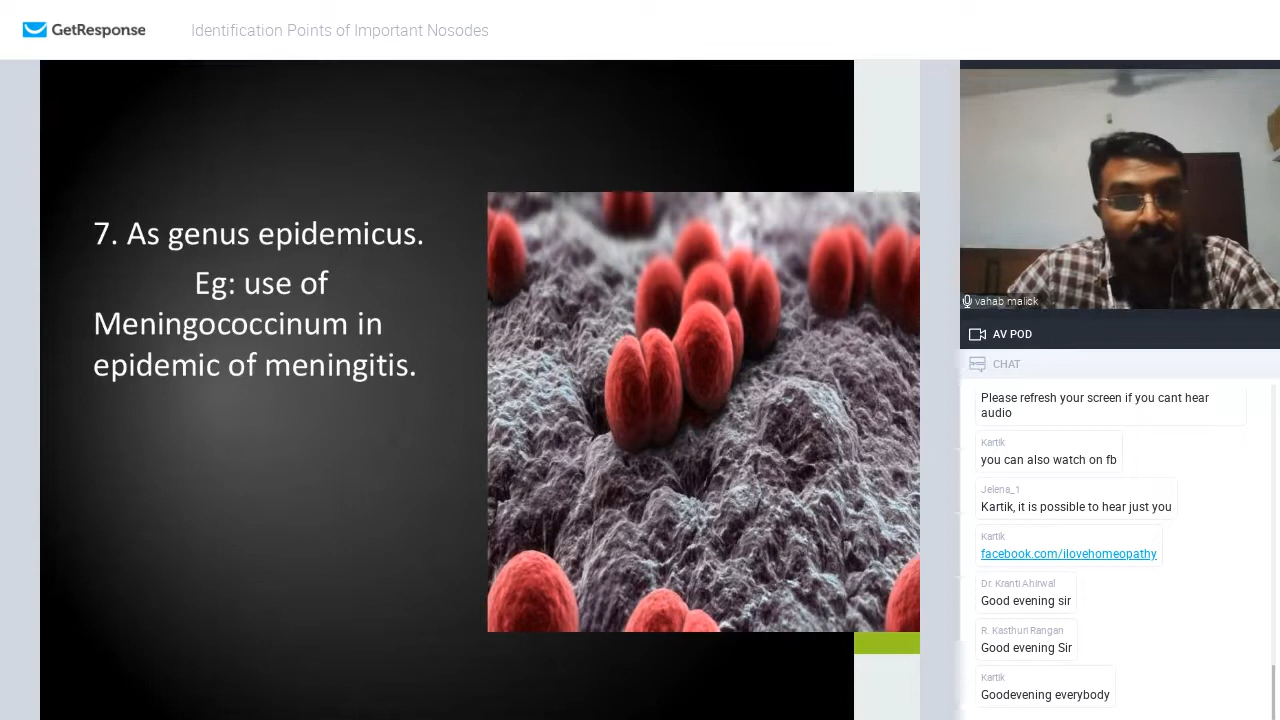 GetResponse
Identification Points of Important Nosodes
7. As genus epidemicus.
Eg: use of
Meningococcinum in
epidemic of meningitis.
vahab malick
AV POD
CHAT
Please refresh your screen if you cant hear
audio
Kartik
you can also watch on fb
Jelena_1
Kartik, it is possible to hear just you
Kartik
facebook.com/ilovehomeopathy
Dr. Kranti Ahirwal
Good evening sir
R. Kasthuri Rangan
Good evening Sir
Kartik
Goodevening everybody